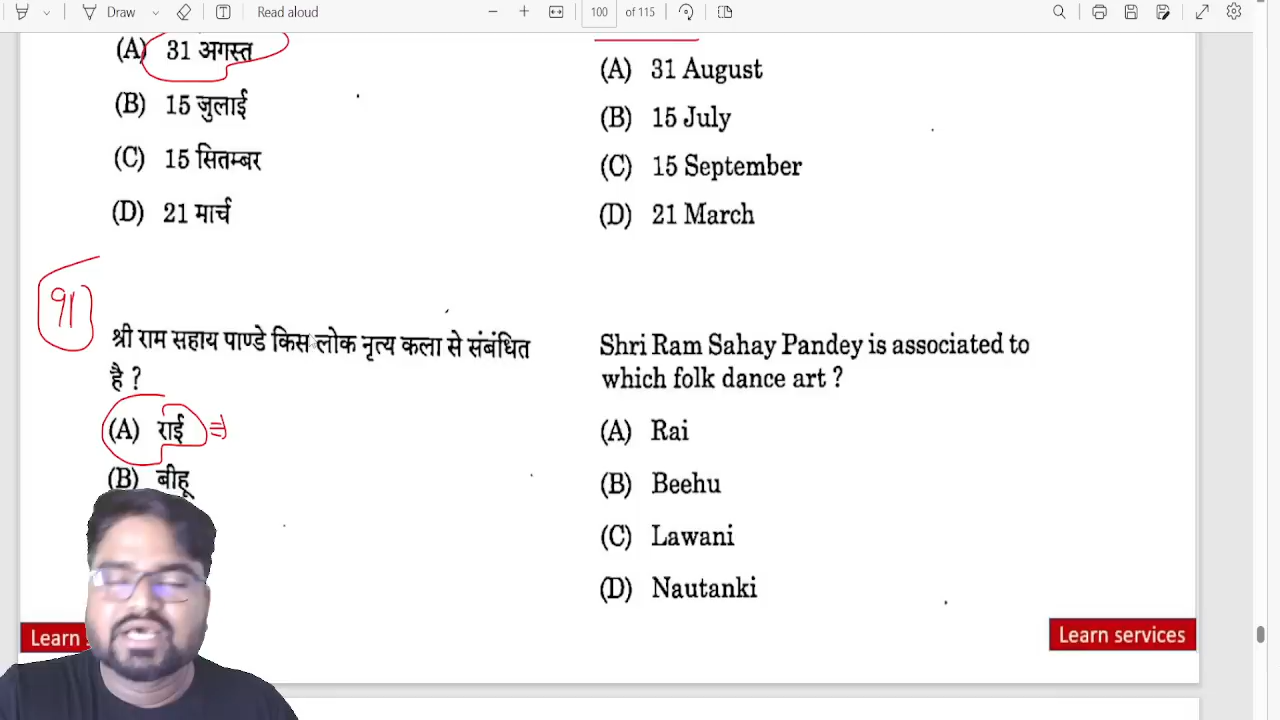 Draw
Read aloud
100 of 115
(A) 31 अगस्त
(B) 15 जुलाई
(C) 15 सितम्बर
(D) 21 मार्च
(A) 31 August
(B) 15 July
(C) 15 September
(D) 21 March
91
श्री राम सहाय पाण्डे किस लोक नृत्य कला से संबंधित
है ?
(A) राई
(B) बीहू
Shri Ram Sahay Pandey is associated to
which folk dance art ?
(A) Rai
(B) Beehu
(C) Lawani
(D) Nautanki
Learn
Learn services